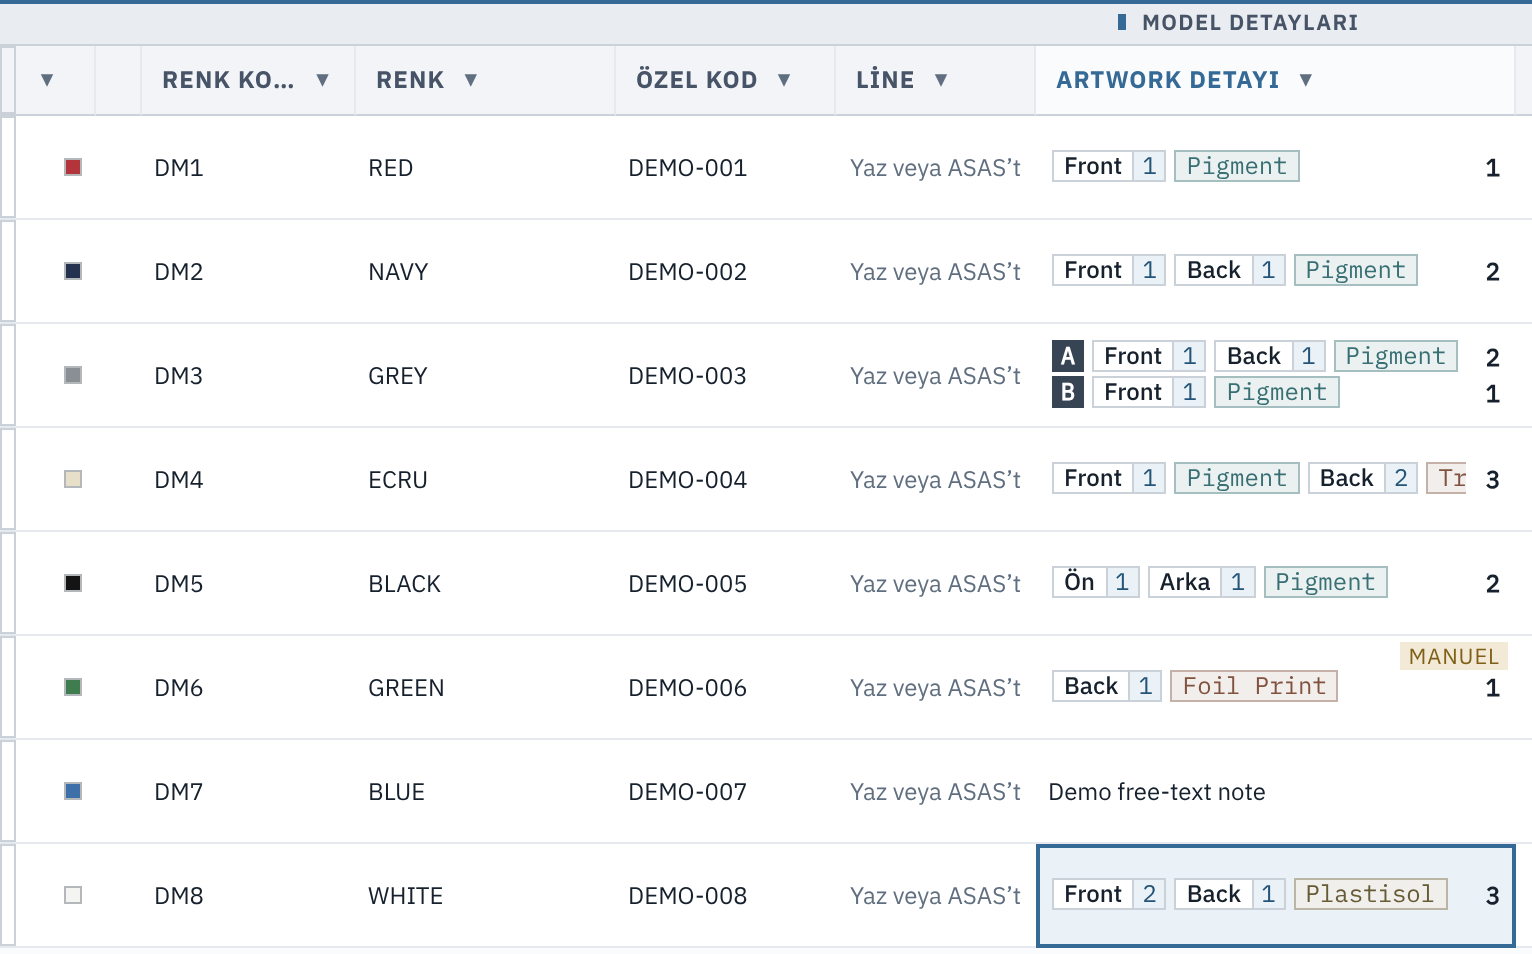 MODEL DETAYLARI
▼ RENK KO... ▼ RENK ▼ ÖZEL KOD ▼ LİNE ▼ ARTWORK DETAYI ▼
DM1 RED DEMO-001 Yaz veya ASAS’t Front 1 Pigment 1
DM2 NAVY DEMO-002 Yaz veya ASAS’t Front 1 Back 1 Pigment 2
A Front 1 Back 1 Pigment 2
DM3 GREY DEMO-003 Yaz veya ASAS’t
B Front 1 Pigment 1
DM4 ECRU DEMO-004 Yaz veya ASAS’t Front 1 Pigment Back 2 Tr 3
DM5 BLACK DEMO-005 Yaz veya ASAS’t Ön 1 Arka 1 Pigment 2
MANUEL
DM6 GREEN DEMO-006 Yaz veya ASAS’t Back 1 Foil Print 1
DM7 BLUE DEMO-007 Yaz veya ASAS’t Demo free-text note
DM8 WHITE DEMO-008 Yaz veya ASAS’t Front 2 Back 1 Plastisol 3